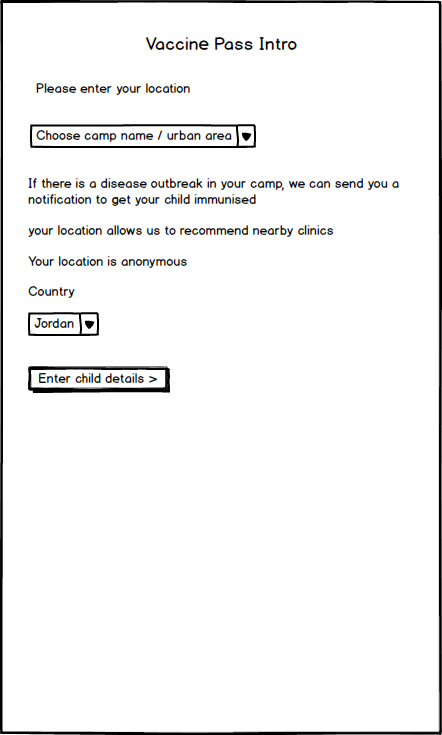 Vaccine Pass Intro
Please enter your location
Choose camp name / urban area
If there is a disease outbreak in your camp, we can send you a
notification to get your child immunised
your location allows us to recommend nearby clinics
Your location is anonymous
Country
Jordan
Enter child details >